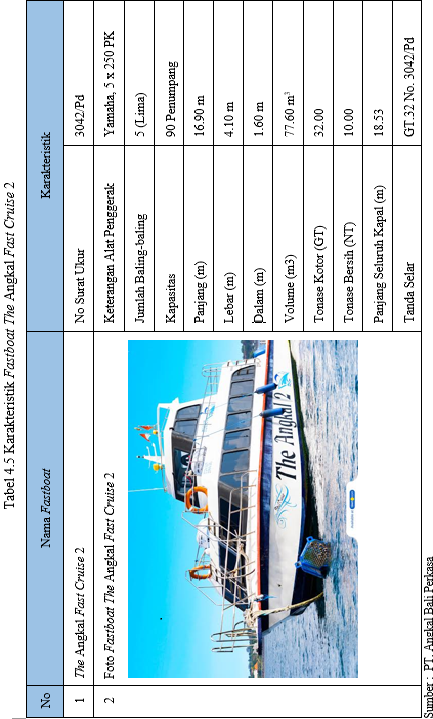 Tabel 4.5 Karakteristik Fastboat The Angkal Fast Cruise 2
No Nama Fastboat Karakteristik
1 The Angkal Fast Cruise 2 No Surat Ukur 3042/Pd
2 Foto Fastboat The Angkal Fast Cruise 2 Keterangan Alat Penggerak Yamaha, 5 x 250 PK
Jumlah Baling-baling 5 (Lima)
Kapasitas 90 Penumpang
Panjang (m) 16.90 m
Lebar (m) 4.10 m
Dalam (m) 1.60 m
Volume (m3) 77.60 m³
Tonase Kotor (GT) 32.00
Tonase Bersih (NT) 10.00
Panjang Seluruh Kapal (m) 18.53
Tanda Selar GT.32 No. 3042/Pd
The Angkal 2
Sumber : PT. Angkal Bali Perkasa